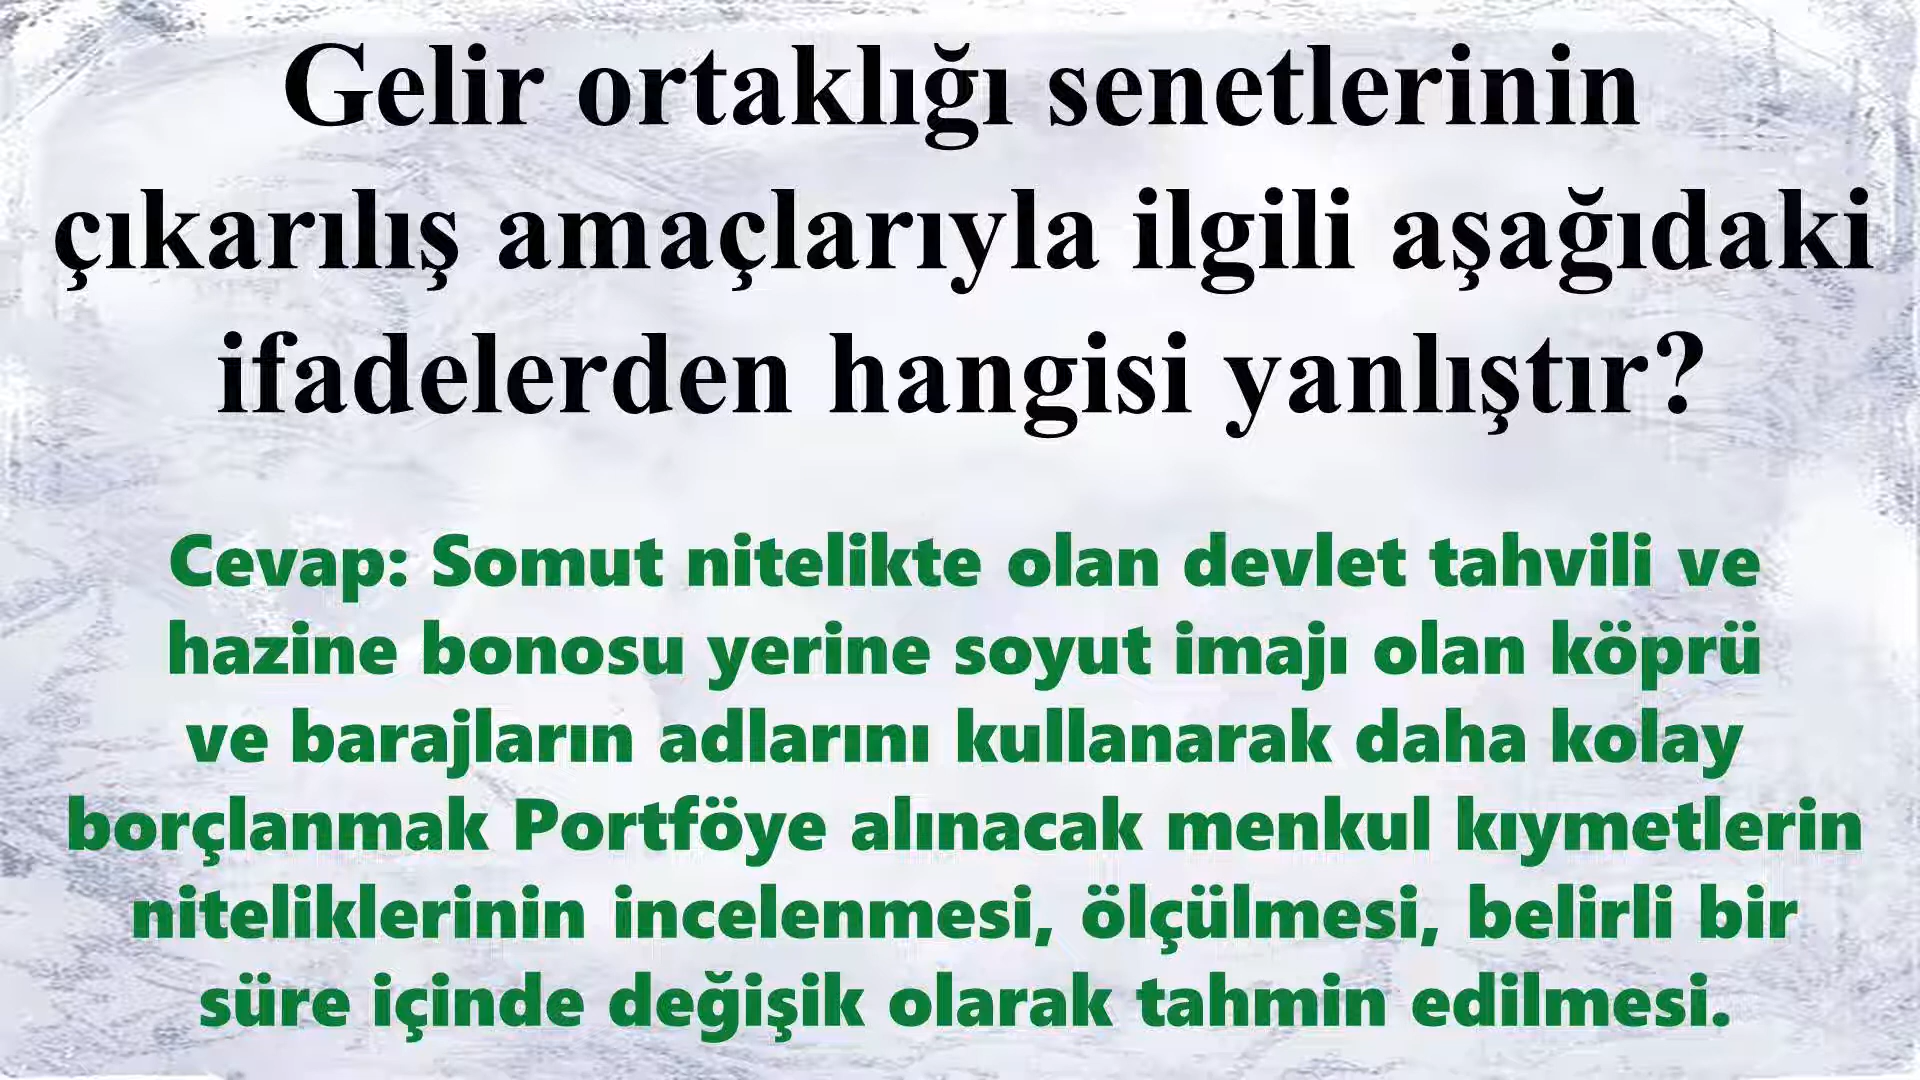 Gelir ortaklığı senetlerinin
çıkarılış amaçlarıyla ilgili aşağıdaki
ifadelerden hangisi yanlıştır?
Cevap: Somut nitelikte olan devlet tahvili ve
hazine bonosu yerine soyut imajı olan köprü
ve barajların adlarını kullanarak daha kolay
borçlanmak Portföye alınacak menkul kıymetlerin
niteliklerinin incelenmesi, ölçülmesi, belirli bir
süre içinde değişik olarak tahmin edilmesi.